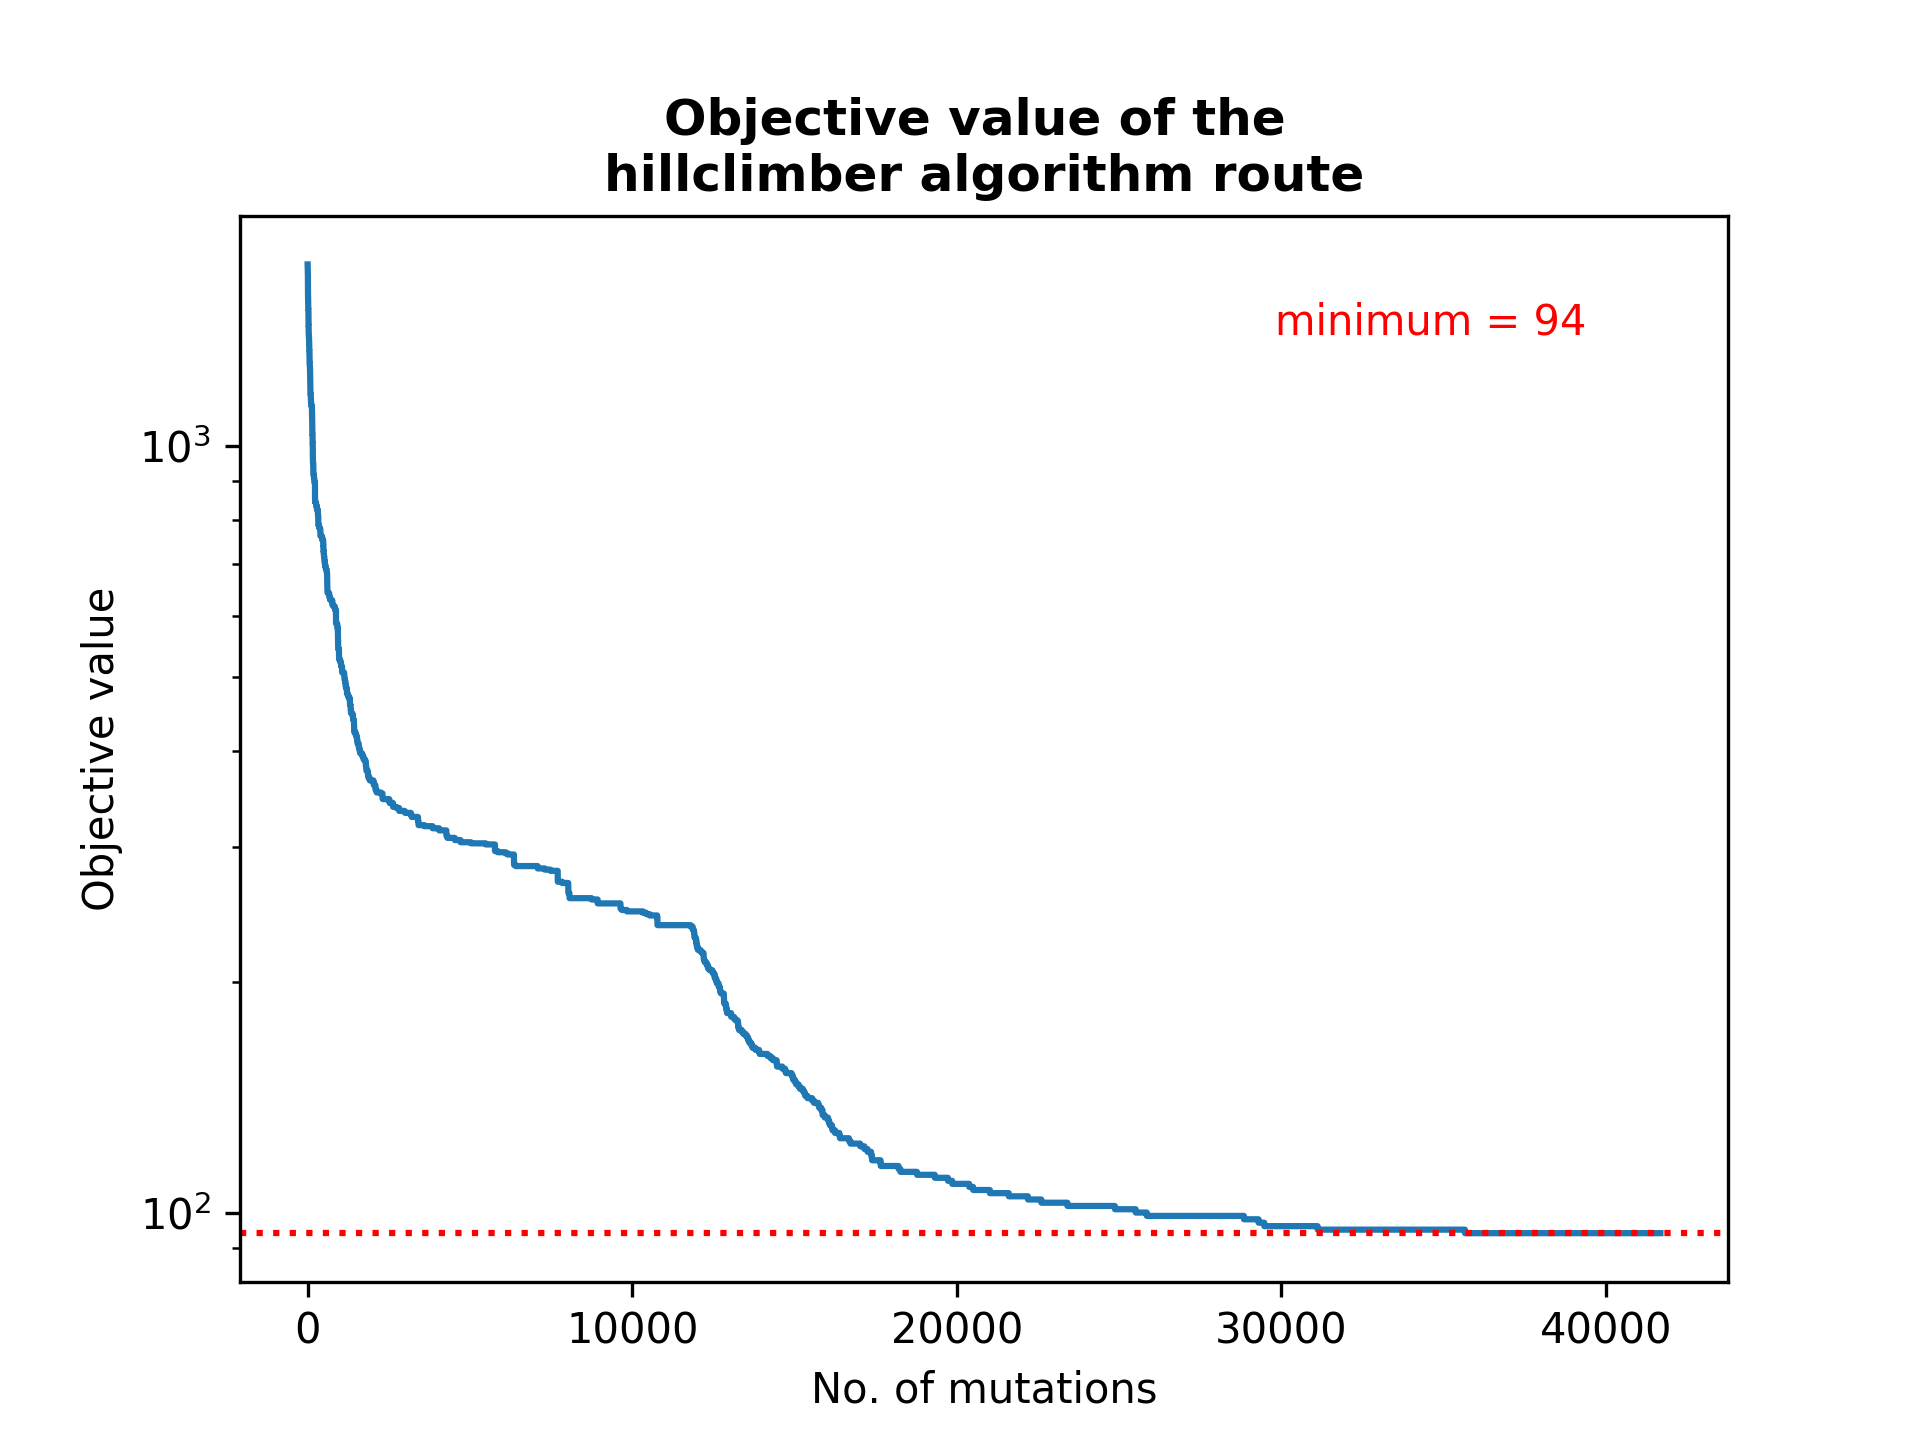 Objective value of the
hillclimber algorithm route
minimum = 94
10³
10²
Objective value
0 10000 20000 30000 40000
No. of mutations